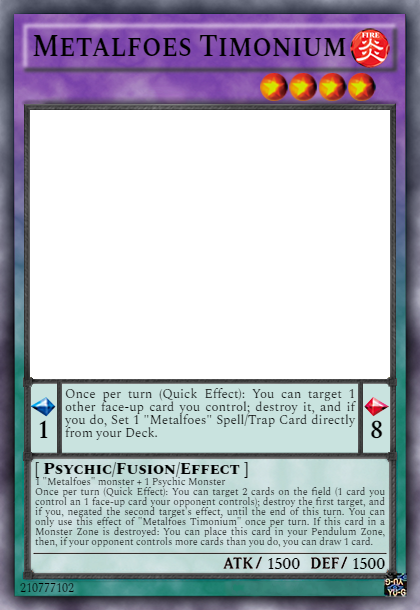 METALFOES TIMONIUM
FIRE
炎
Once per turn (Quick Effect): You can target 1
other face-up card you control; destroy it, and if
you do, Set 1 "Metalfoes" Spell/Trap Card directly
from your Deck.
1
8
[ PSYCHIC/FUSION/EFFECT ]
1 "Metalfoes" monster + 1 Psychic Monster
Once per turn (Quick Effect): You can target 2 cards on the field (1 card you
control an 1 face-up card your opponent controls); destroy the first target, and
if you, negated the second target's effect, until the end of this turn. You can
only use this effect of "Metalfoes Timonium" once per turn. If this card in a
Monster Zone is destroyed: You can place this card in your Pendulum Zone,
then, if your opponent controls more cards than you do, you can draw 1 card.
ATK / 1500 DEF / 1500
210777102
YU-G